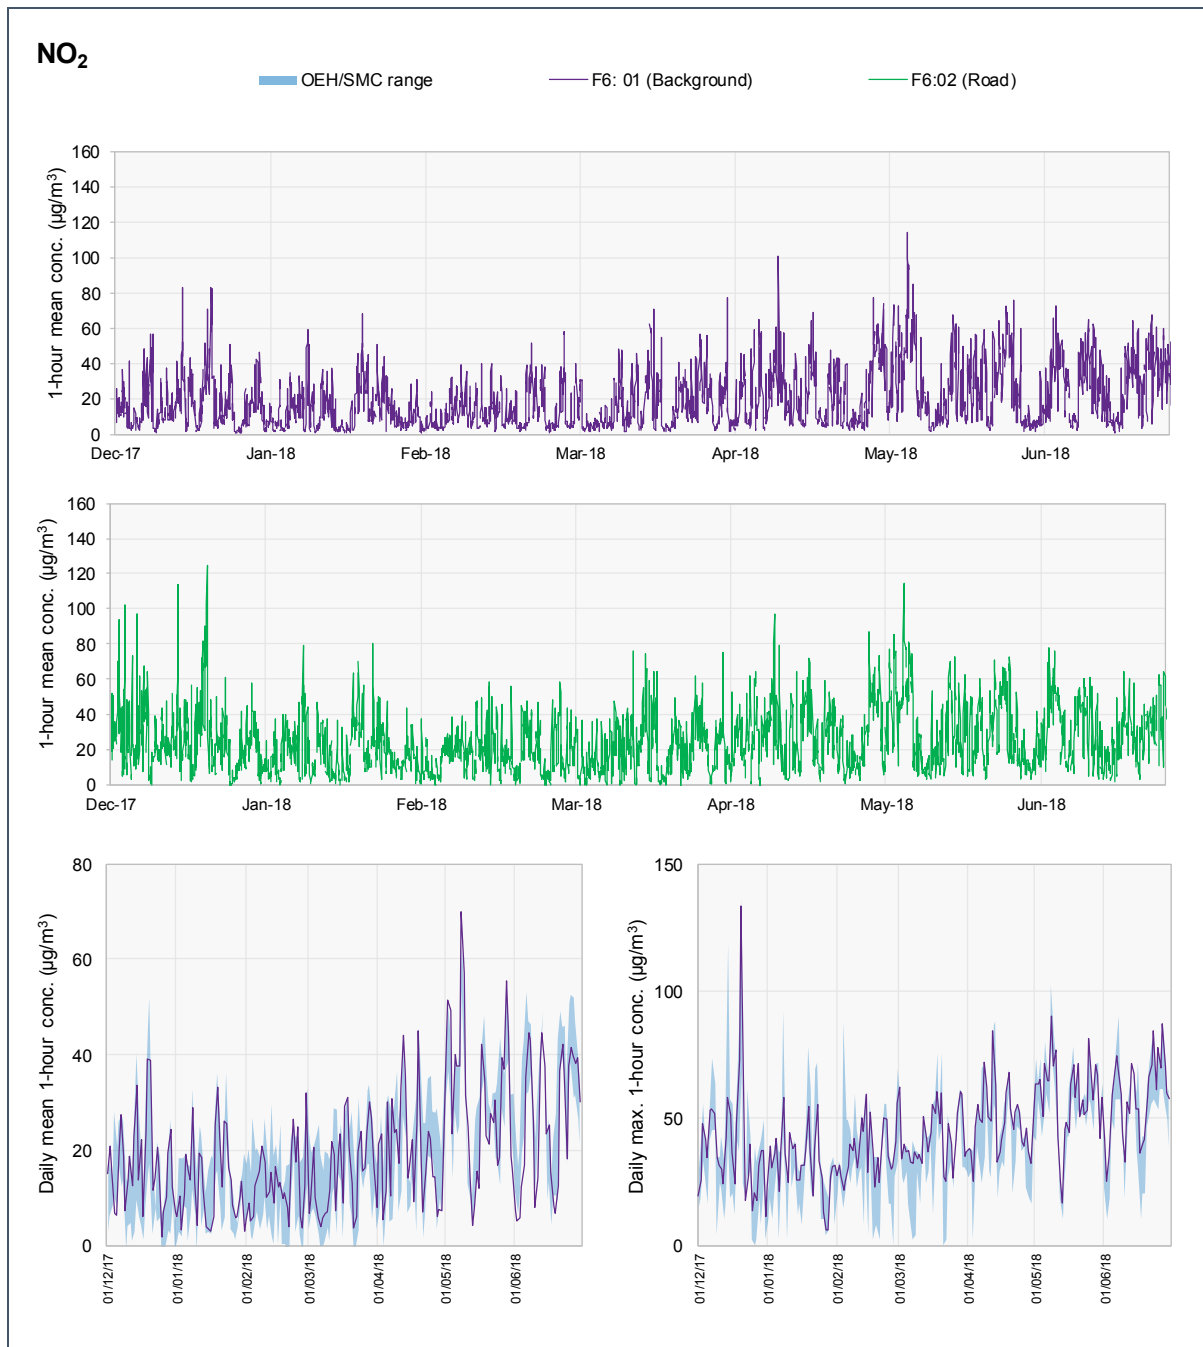 NO₂
OEH/SMC range
F6: 01 (Background)
F6:02 (Road)
1-hour mean conc. (µg/m³)
160
140
120
100
80
60
40
20
0
Dec-17 Jan-18 Feb-18 Mar-18 Apr-18 May-18 Jun-18
1-hour mean conc. (µg/m³)
160
140
120
100
80
60
40
20
0
Dec-17 Jan-18 Feb-18 Mar-18 Apr-18 May-18 Jun-18
Daily mean 1-hour conc. (µg/m³)
80
60
40
20
0
01/12/17 01/01/18 01/02/18 01/03/18 01/04/18 01/05/18 01/06/18
Daily max. 1-hour conc. (µg/m³)
150
100
50
0
01/12/17 01/01/18 01/02/18 01/03/18 01/04/18 01/05/18 01/06/18